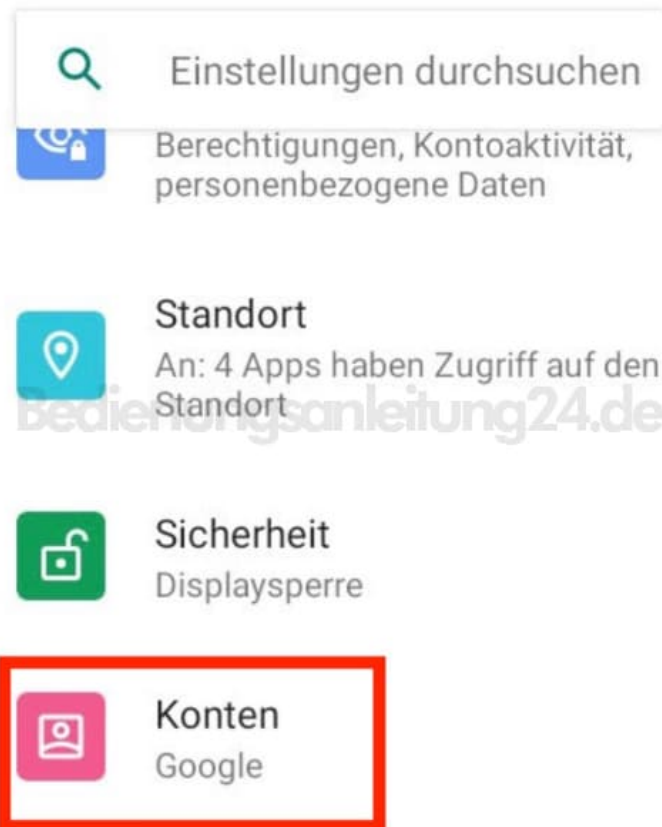 Einstellungen durchsuchen
Berechtigungen, Kontoaktivität,
personenbezogene Daten
Standort
An: 4 Apps haben Zugriff auf den
Standort
Bedienungsanleitung24.de
Sicherheit
Displaysperre
Konten
Google